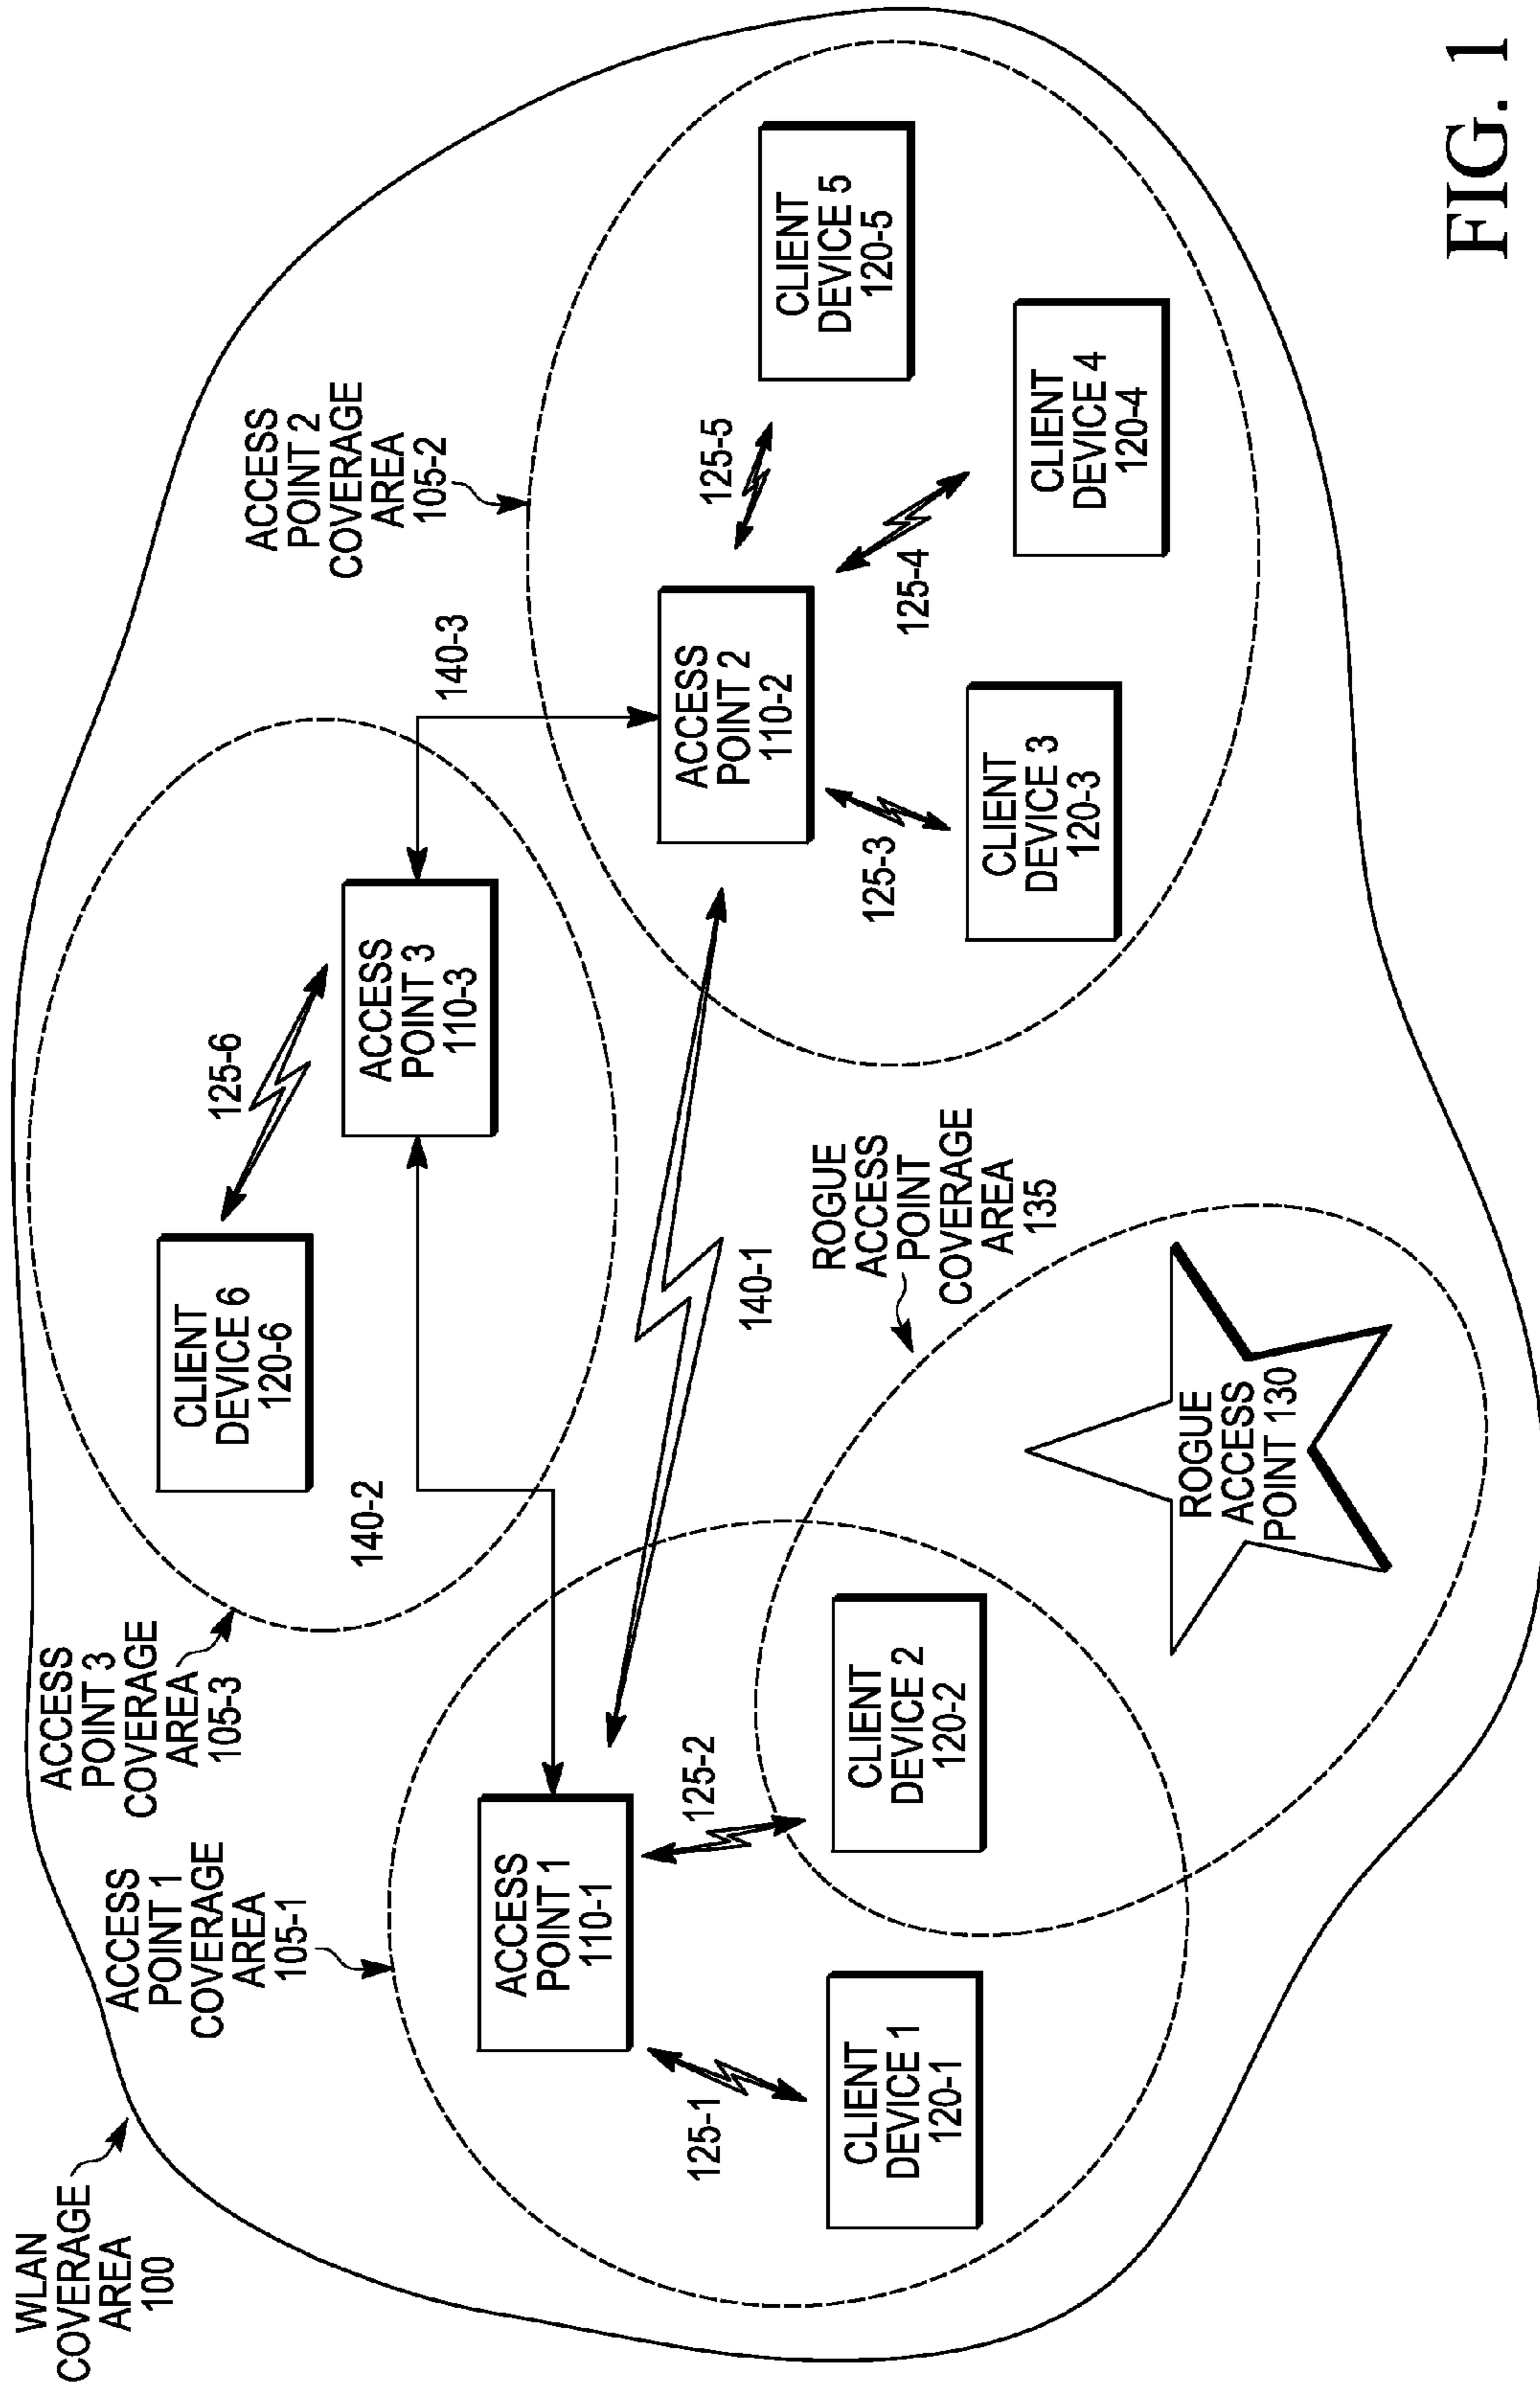 WLAN
COVERAGE
AREA
100
ACCESS
POINT 1
COVERAGE
AREA
105-1
ACCESS
POINT 3
COVERAGE
AREA
105-3
140-2
CLIENT
DEVICE 6
120-6
125-6
ACCESS
POINT 3
110-3
140-3
ACCESS
POINT 2
COVERAGE
AREA
105-2
ACCESS
POINT 1
110-1
125-1
125-2
CLIENT
DEVICE 1
120-1
CLIENT
DEVICE 2
120-2
140-1
ROGUE
ACCESS
POINT
COVERAGE
AREA
135
ROGUE
ACCESS
POINT 130
ACCESS
POINT 2
110-2
125-3
125-4
125-5
CLIENT
DEVICE 3
120-3
CLIENT
DEVICE 4
120-4
CLIENT
DEVICE 5
120-5
FIG. 1